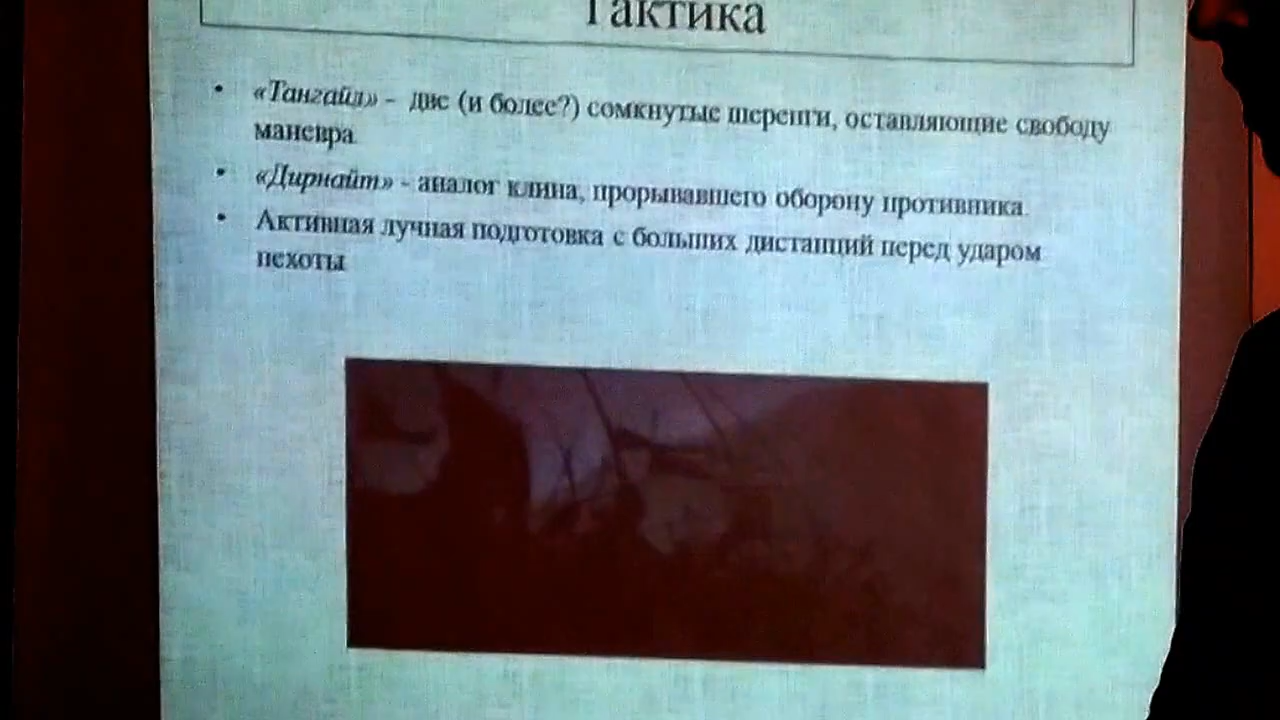 Тактика
• «Тангайл» - две (и более?) сомкнутые шеренги, оставляющие свободу
маневра.
• «Дирнайт» - аналог клина, прорывавшего оборону противника.
• Активная лучная подготовка с больших дистанций перед ударом
пехоты.